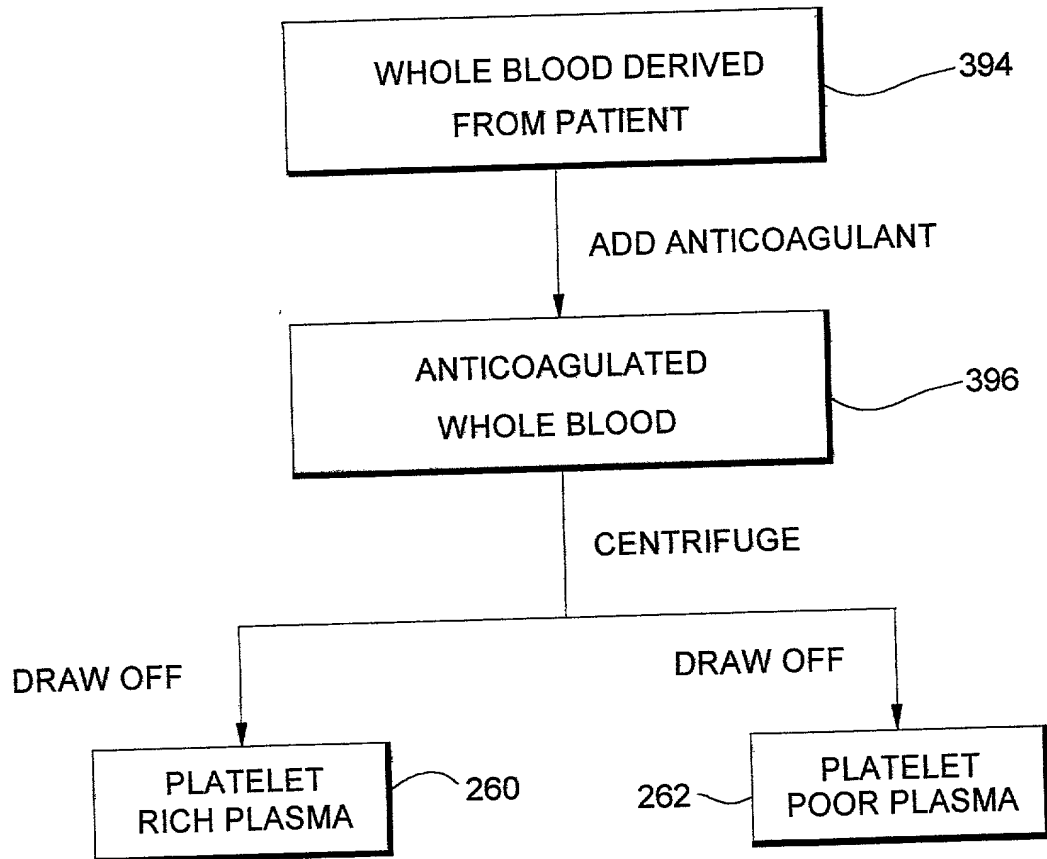 WHOLE BLOOD DERIVED
FROM PATIENT
394
ADD ANTICOAGULANT
ANTICOAGULATED
WHOLE BLOOD
396
CENTRIFUGE
DRAW OFF
DRAW OFF
PLATELET
RICH PLASMA
260
262
PLATELET
POOR PLASMA